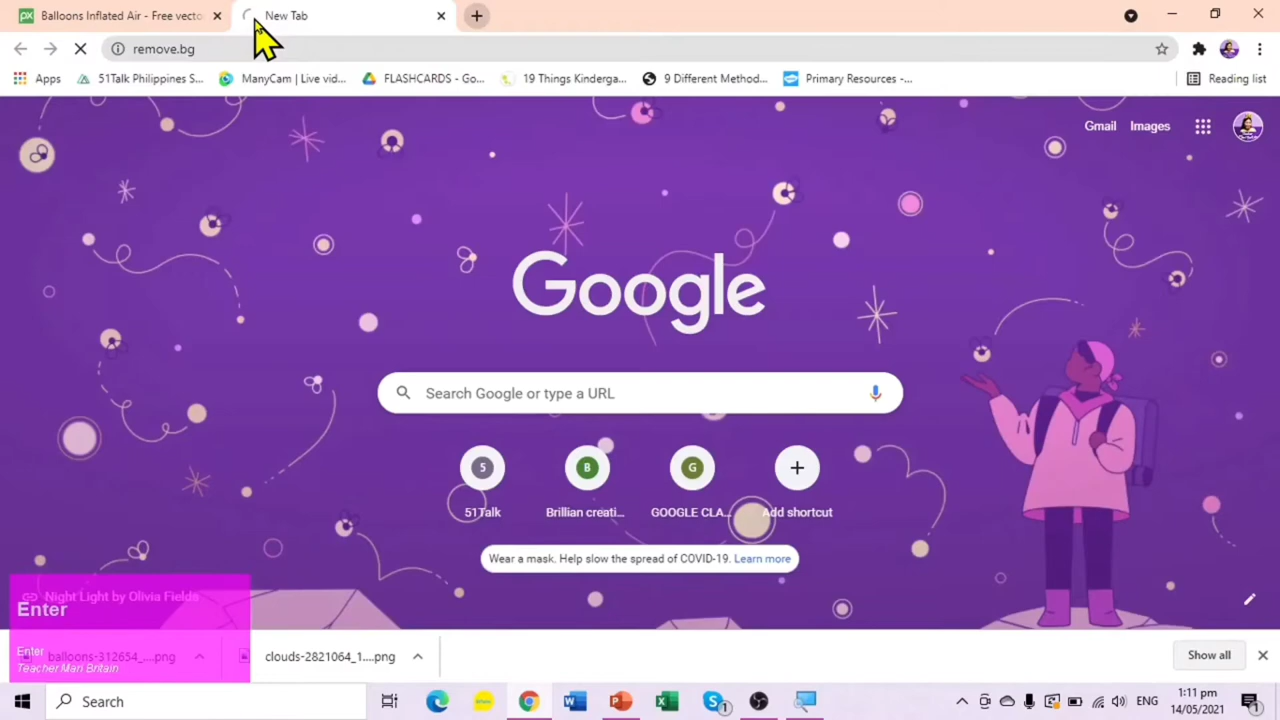 Balloons Inflated Air - Free vecto
New Tab
remove.bg
Apps
51Talk Philippines S...
ManyCam | Live vid...
FLASHCARDS - Go...
19 Things Kinderga...
9 Different Method...
Primary Resources -...
Reading list
Gmail
Images
Google
Search Google or type a URL
5
B
G
51Talk
Brillian creati...
GOOGLE CLA...
Add shortcut
Wear a mask. Help slow the spread of COVID-19. Learn more
Night Light by Olivia Fields
Enter
Enter
Teacher Mari Britain
balloons-312654_....png
clouds-2821064_1....png
Show all
Search
ENG
1:11 pm
14/05/2021